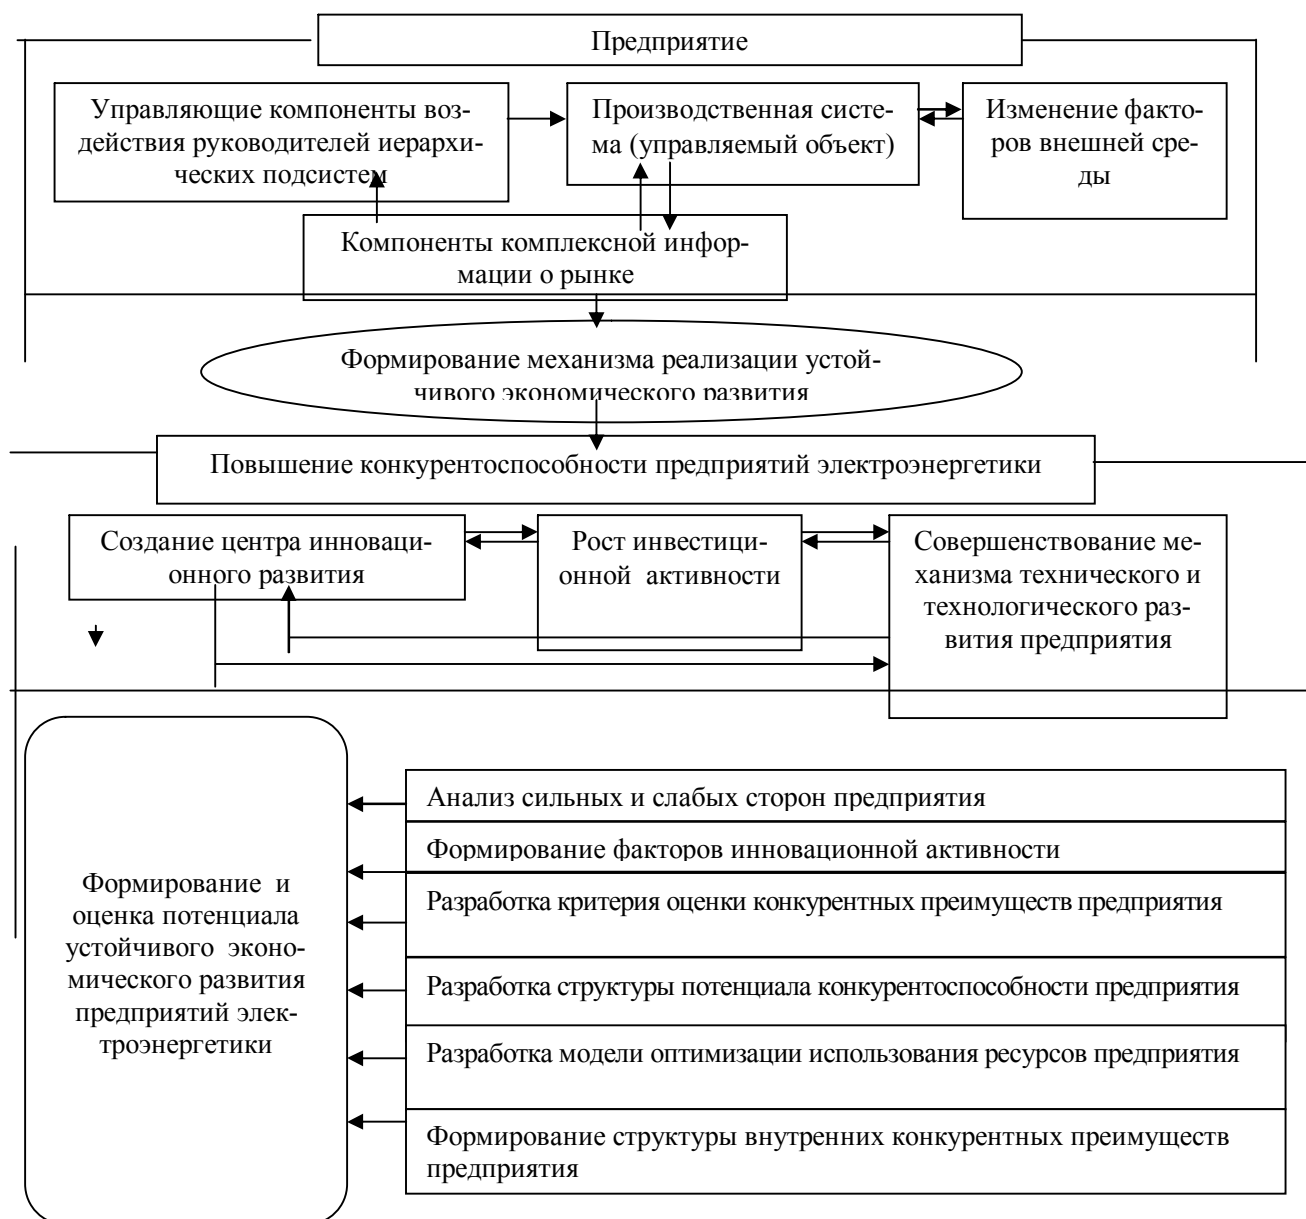 Предприятие
Управляющие компоненты воз-
действия руководителей иерархи-
ческих подсистем
Производственная систе-
ма (управляемый объект)
Изменение факто-
ров внешней сре-
ды
Компоненты комплексной инфор-
мации о рынке
Формирование механизма реализации устой-
чивого экономического развития
Повышение конкурентоспособности предприятий электроэнергетики
Создание центра инноваци-
онного развития
Рост инвестици-
онной активности
Совершенствование ме-
ханизма технического и
технологического раз-
вития предприятия
Формирование и
оценка потенциала
устойчивого эконо-
мического развития
предприятий элек-
троэнергетики
Анализ сильных и слабых сторон предприятия
Формирование факторов инновационной активности
Разработка критерия оценки конкурентных преимуществ предприятия
Разработка структуры потенциала конкурентоспособности предприятия
Разработка модели оптимизации использования ресурсов предприятия
Формирование структуры внутренних конкурентных преимуществ
предприятия